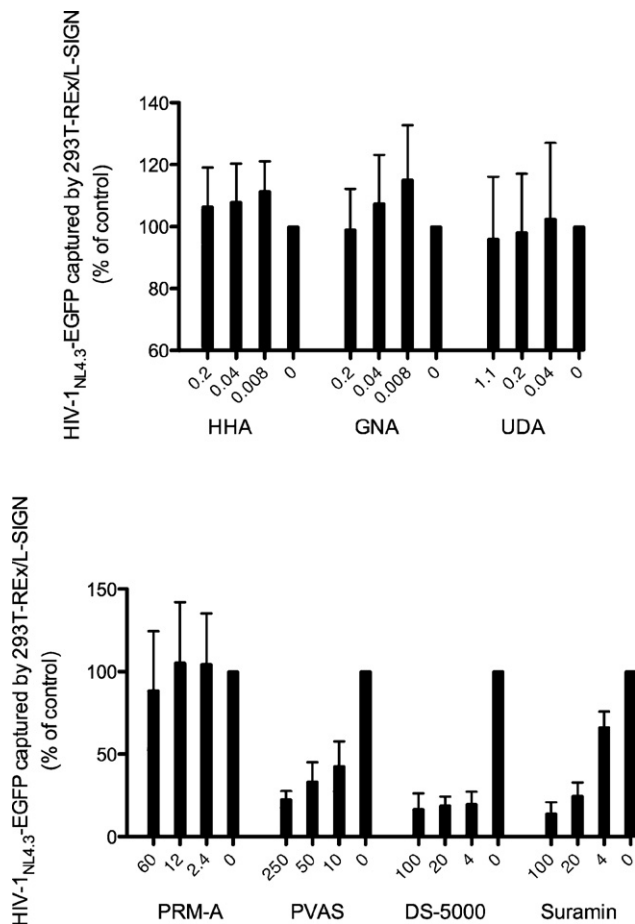 HIV-1NL4.3-EGFP captured by 293T-REx/L-SIGN
(% of control)
140
120
100
80
60
0.2 0.04 0.008 0 0.2 0.04 0.008 0 1.1 0.2 0.04 0
HHA GNA UDA
HIV-1NL4.3-EGFP captured by 293T-REx/L-SIGN
(% of control)
150
100
50
0
60 12 2.4 0 250 50 10 0 100 20 4 0 100 20 4 0
PRM-A PVAS DS-5000 Suramin